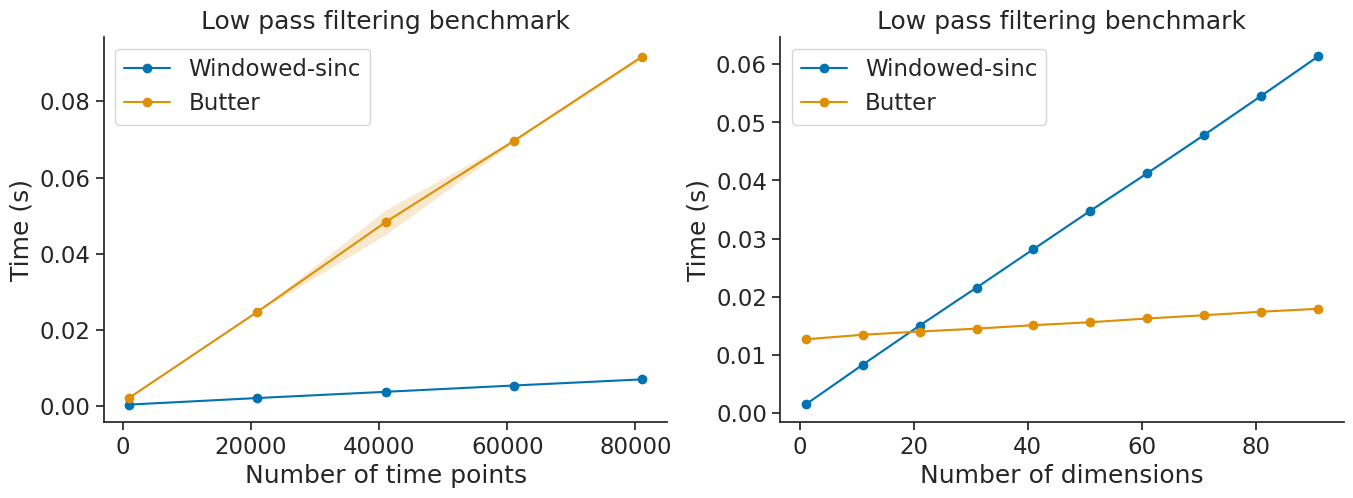 Low pass filtering benchmark
Windowed-sinc
Butter
Time (s)
0.08
0.06
0.04
0.02
0.00
0
20000
40000
60000
80000
Number of time points
Low pass filtering benchmark
Windowed-sinc
Butter
Time (s)
0.06
0.05
0.04
0.03
0.02
0.01
0.00
0
20
40
60
80
Number of dimensions